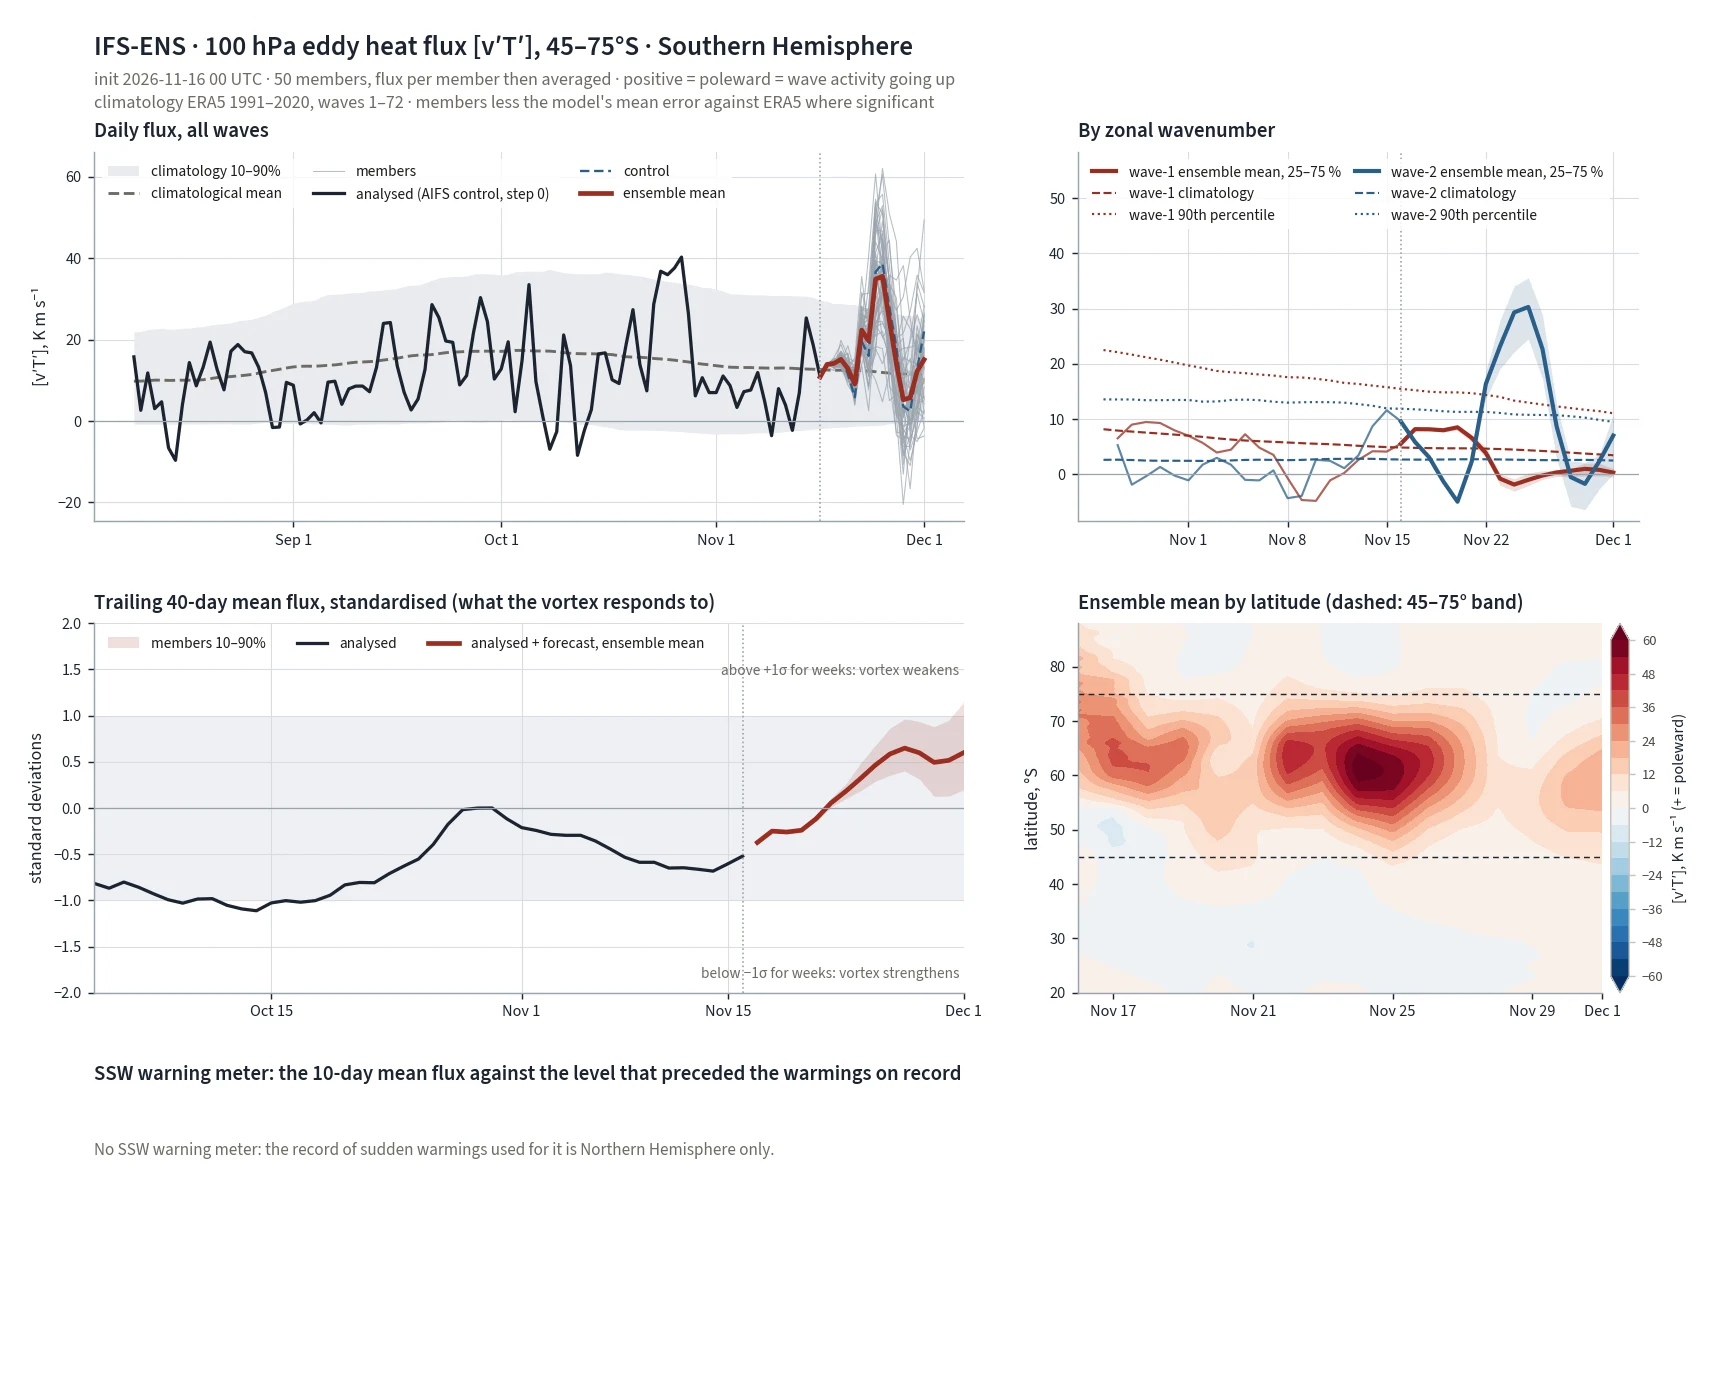 IFS-ENS · 100 hPa eddy heat flux [v′T′], 45–75°S · Southern Hemisphere
init 2026-11-16 00 UTC · 50 members, flux per member then averaged · positive = poleward = wave activity going up
climatology ERA5 1991–2020, waves 1–72 · members less the model's mean error against ERA5 where significant
Daily flux, all waves
climatology 10–90%
members
control
climatological mean
analysed (AIFS control, step 0)
ensemble mean
60
40
20
0
−20
[v′T′], K m s⁻¹
Sep 1
Oct 1
Nov 1
Dec 1
By zonal wavenumber
wave-1 ensemble mean, 25–75 %
wave-2 ensemble mean, 25–75 %
wave-1 climatology
wave-2 climatology
wave-1 90th percentile
wave-2 90th percentile
50
40
30
20
10
0
Nov 1
Nov 8
Nov 15
Nov 22
Dec 1
Trailing 40-day mean flux, standardised (what the vortex responds to)
members 10–90%
analysed
analysed + forecast, ensemble mean
above +1σ for weeks: vortex weakens
below −1σ for weeks: vortex strengthens
2.0
1.5
1.0
0.5
0.0
−0.5
−1.0
−1.5
−2.0
standard deviations
Oct 15
Nov 1
Nov 15
Dec 1
Ensemble mean by latitude (dashed: 45–75° band)
80
70
60
50
40
30
20
latitude, °S
Nov 17
Nov 21
Nov 25
Nov 29
Dec 1
60
48
36
24
12
0
−12
−24
−36
−48
−60
[v′T′], K m s⁻¹ (+ = poleward)
SSW warning meter: the 10-day mean flux against the level that preceded the warmings on record
No SSW warning meter: the record of sudden warmings used for it is Northern Hemisphere only.